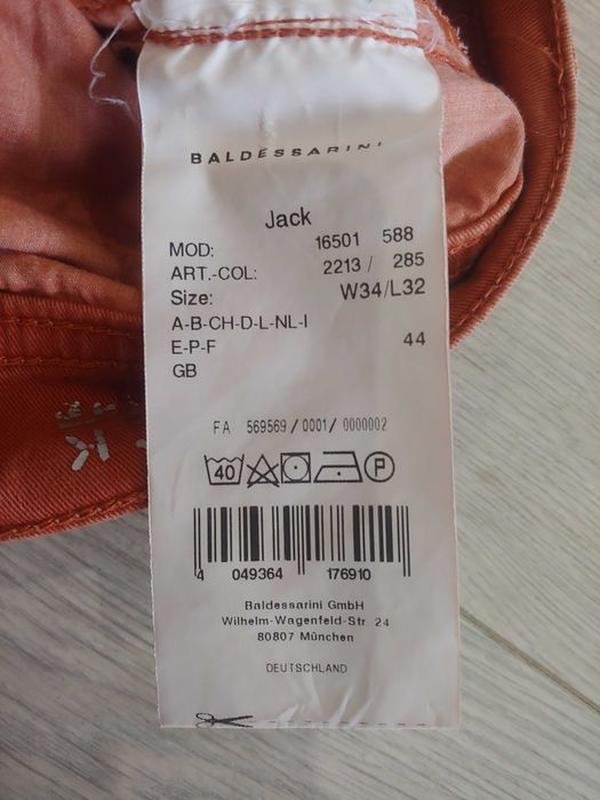 BALDESSARINI
Jack
MOD: 16501 588
ART.-COL: 2213 / 285
Size: W34/L32
A-B-CH-D-L-NL-I
E-P-F 44
GB
FA 569569/0001/0000002
40 P
4 049364 176910
Baldessarini GmbH
Wilhelm-Wagenfeld-Str. 24
80807 München
DEUTSCHLAND